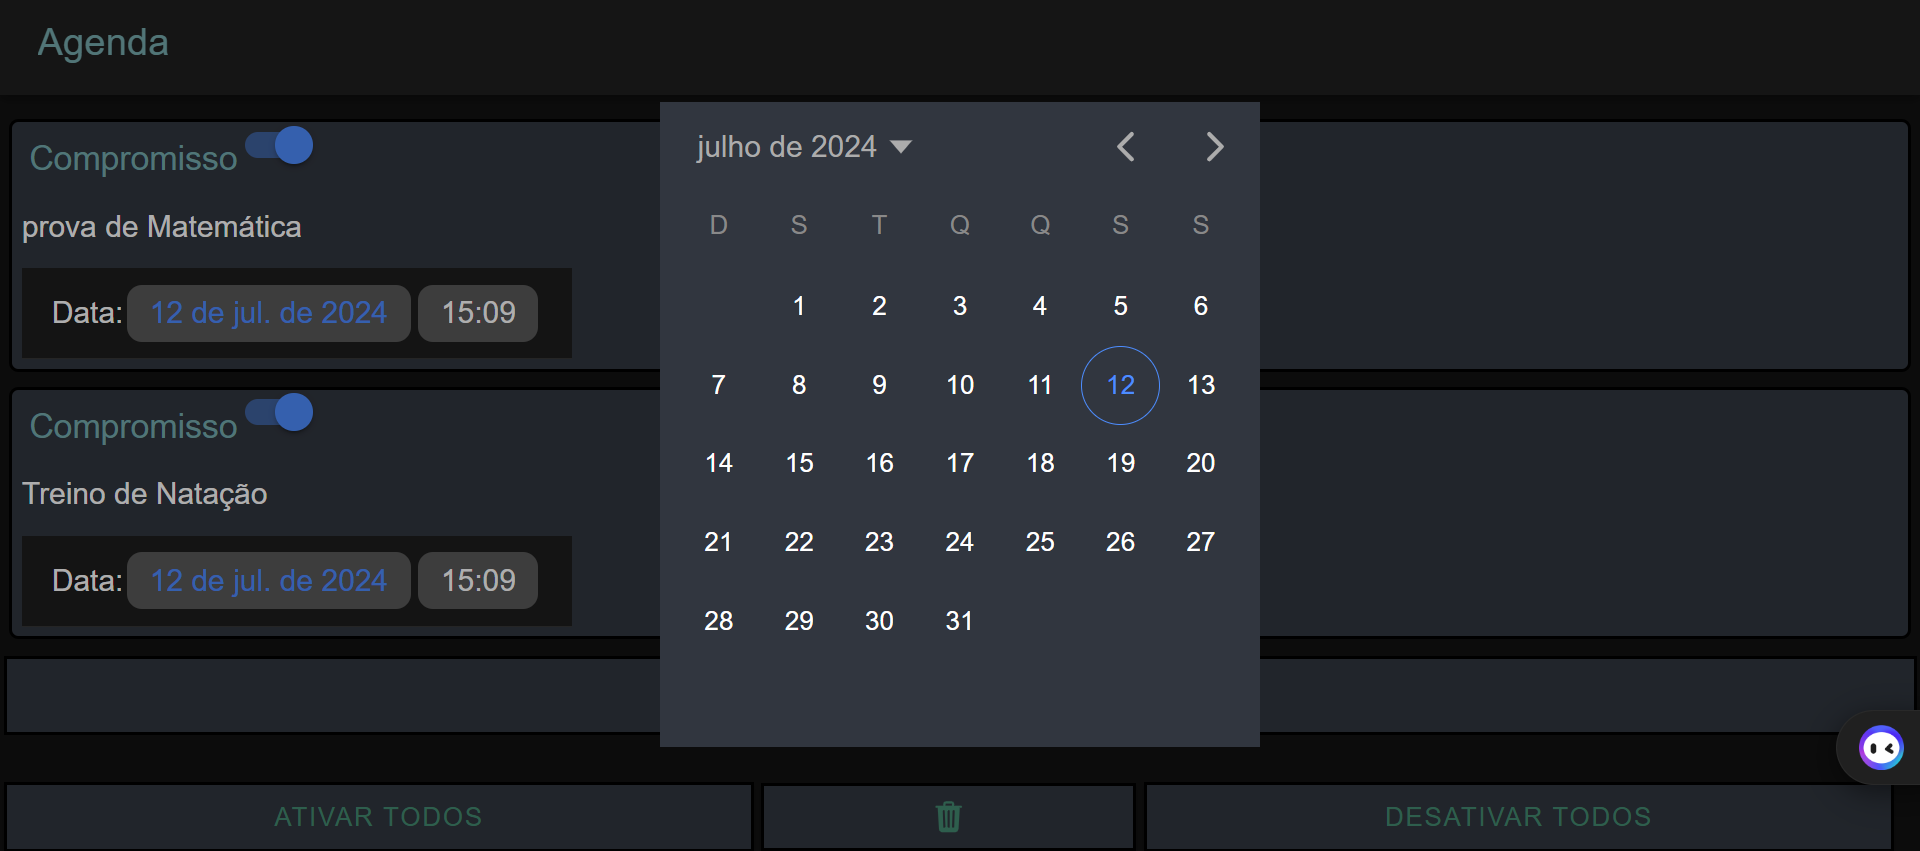 Agenda
Compromisso
prova de Matemática
Data: 12 de jul. de 2024 15:09
Compromisso
Treino de Natação
Data: 12 de jul. de 2024 15:09
julho de 2024
D S T Q Q S S
1 2 3 4 5 6
7 8 9 10 11 12 13
14 15 16 17 18 19 20
21 22 23 24 25 26 27
28 29 30 31
ATIVAR TODOS
DESATIVAR TODOS